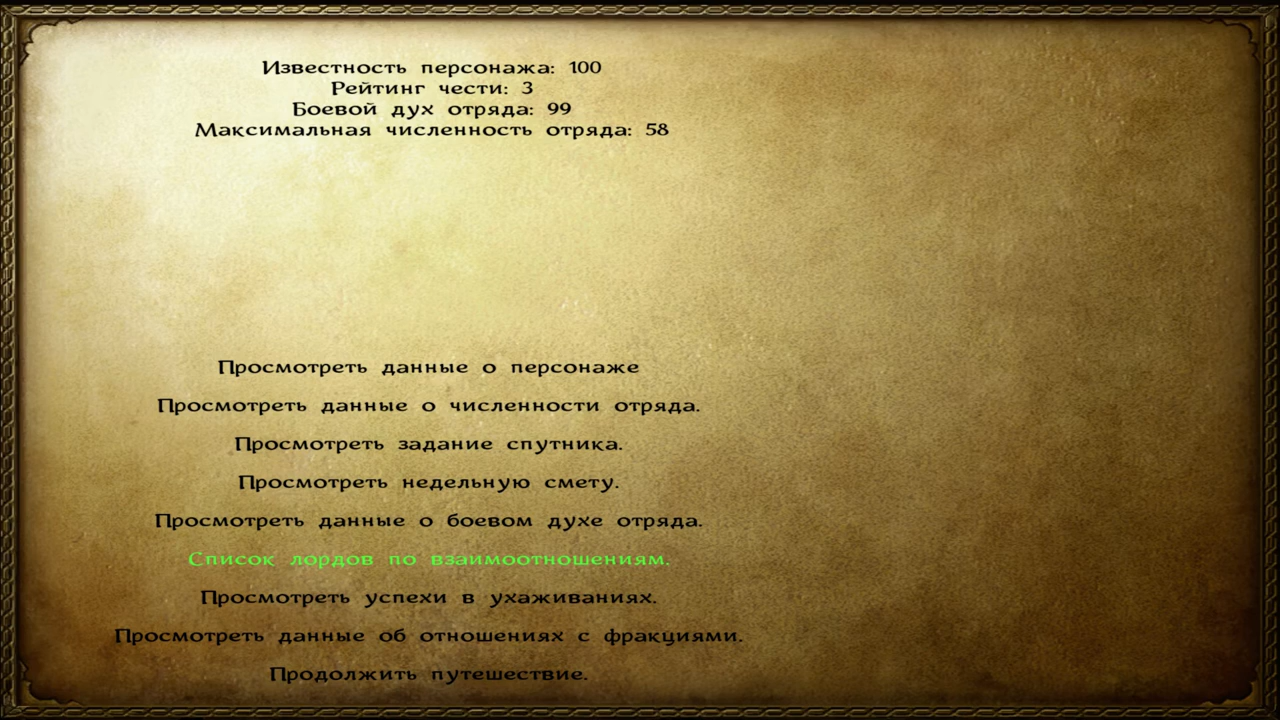 Известность персонажа: 100
Рейтинг чести: 3
Боевой дух отряда: 99
Максимальная численность отряда: 58
Просмотреть данные о персонаже
Просмотреть данные о численности отряда.
Просмотреть задание спутника.
Просмотреть недельную смету.
Просмотреть данные о боевом духе отряда.
Список лордов по взаимоотношениям.
Просмотреть успехи в ухаживаниях.
Просмотреть данные об отношениях с фракциями.
Продолжить путешествие.